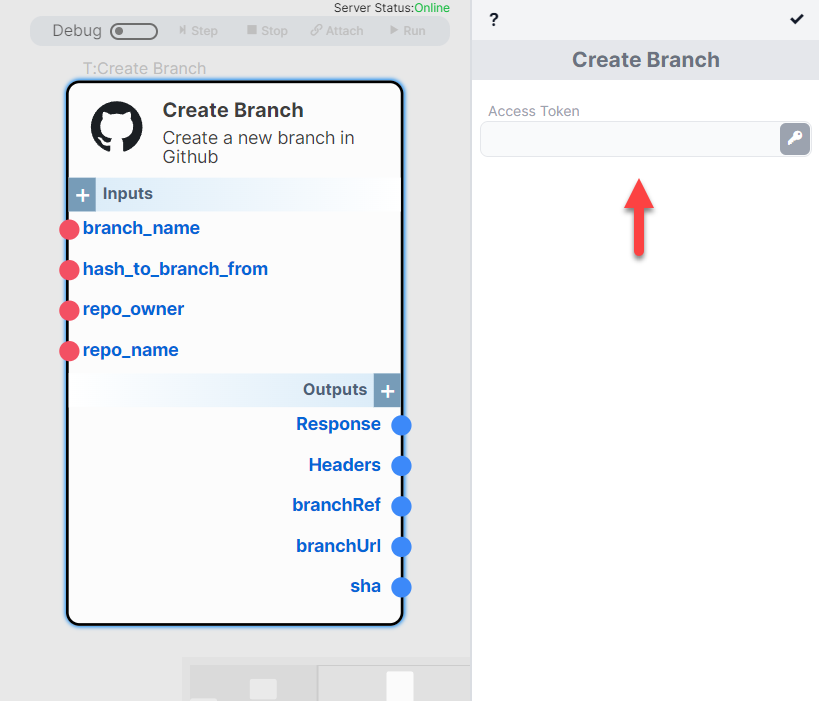 Server Status:Online
Debug Step Stop Attach Run
T:Create Branch
Create Branch
Create a new branch in
Github
+ Inputs
branch_name
hash_to_branch_from
repo_owner
repo_name
Outputs +
Response
Headers
branchRef
branchUrl
sha
?
Create Branch
Access Token